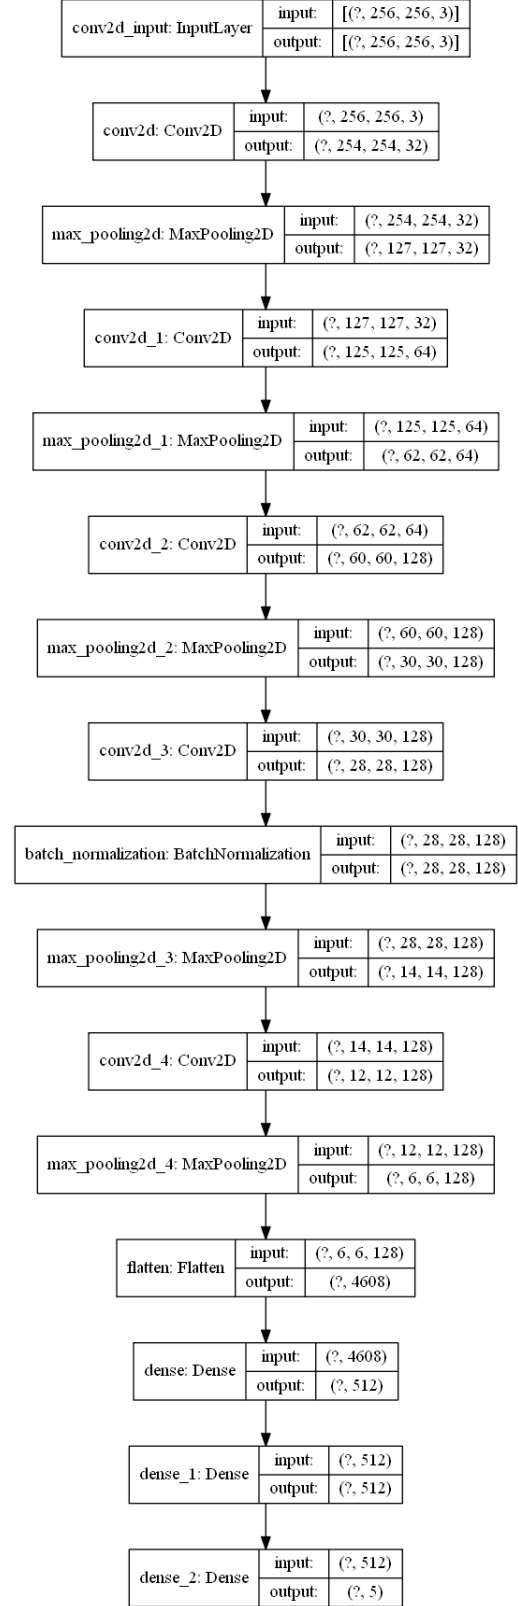 conv2d_input: InputLayer
input:
[(?, 256, 256, 3)]
output:
[(?, 256, 256, 3)]
conv2d: Conv2D
input:
(?, 256, 256, 3)
output:
(?, 254, 254, 32)
max_pooling2d: MaxPooling2D
input:
(?, 254, 254, 32)
output:
(?, 127, 127, 32)
conv2d_1: Conv2D
input:
(?, 127, 127, 32)
output:
(?, 125, 125, 64)
max_pooling2d_1: MaxPooling2D
input:
(?, 125, 125, 64)
output:
(?, 62, 62, 64)
conv2d_2: Conv2D
input:
(?, 62, 62, 64)
output:
(?, 60, 60, 128)
max_pooling2d_2: MaxPooling2D
input:
(?, 60, 60, 128)
output:
(?, 30, 30, 128)
conv2d_3: Conv2D
input:
(?, 30, 30, 128)
output:
(?, 28, 28, 128)
batch_normalization: BatchNormalization
input:
(?, 28, 28, 128)
output:
(?, 28, 28, 128)
max_pooling2d_3: MaxPooling2D
input:
(?, 28, 28, 128)
output:
(?, 14, 14, 128)
conv2d_4: Conv2D
input:
(?, 14, 14, 128)
output:
(?, 12, 12, 128)
max_pooling2d_4: MaxPooling2D
input:
(?, 12, 12, 128)
output:
(?, 6, 6, 128)
flatten: Flatten
input:
(?, 6, 6, 128)
output:
(?, 4608)
dense: Dense
input:
(?, 4608)
output:
(?, 512)
dense_1: Dense
input:
(?, 512)
output:
(?, 512)
dense_2: Dense
input:
(?, 512)
output:
(?, 5)